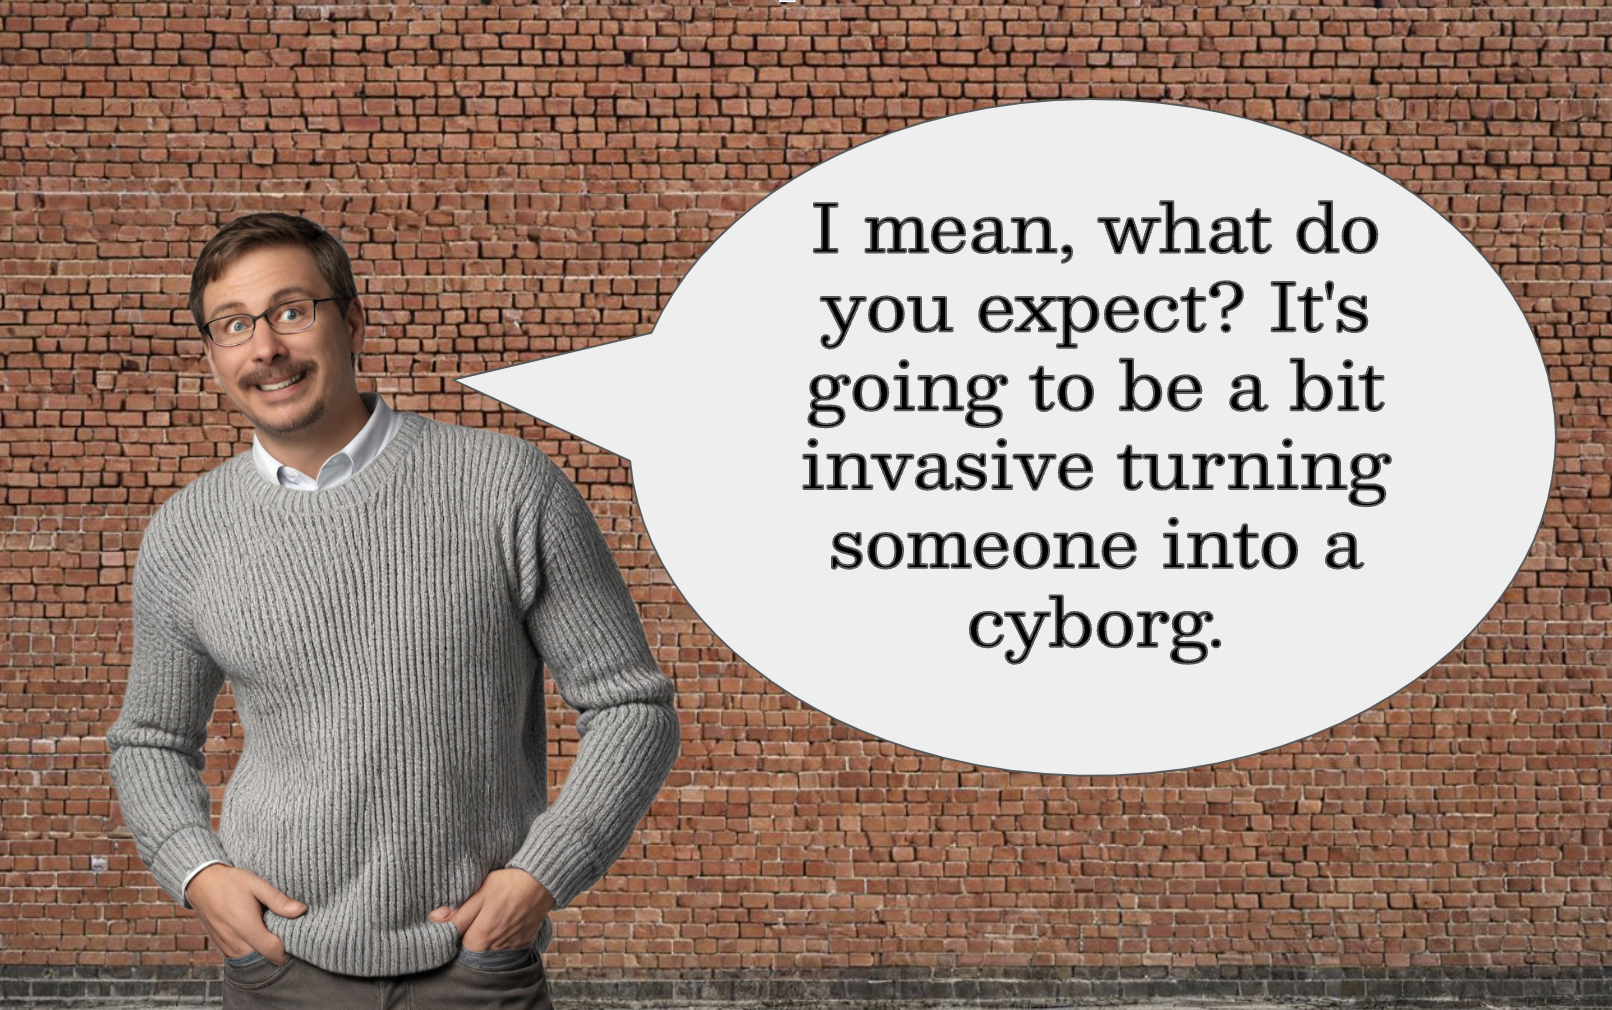 I mean, what do
you expect? It's
going to be a bit
invasive turning
someone into a
cyborg.